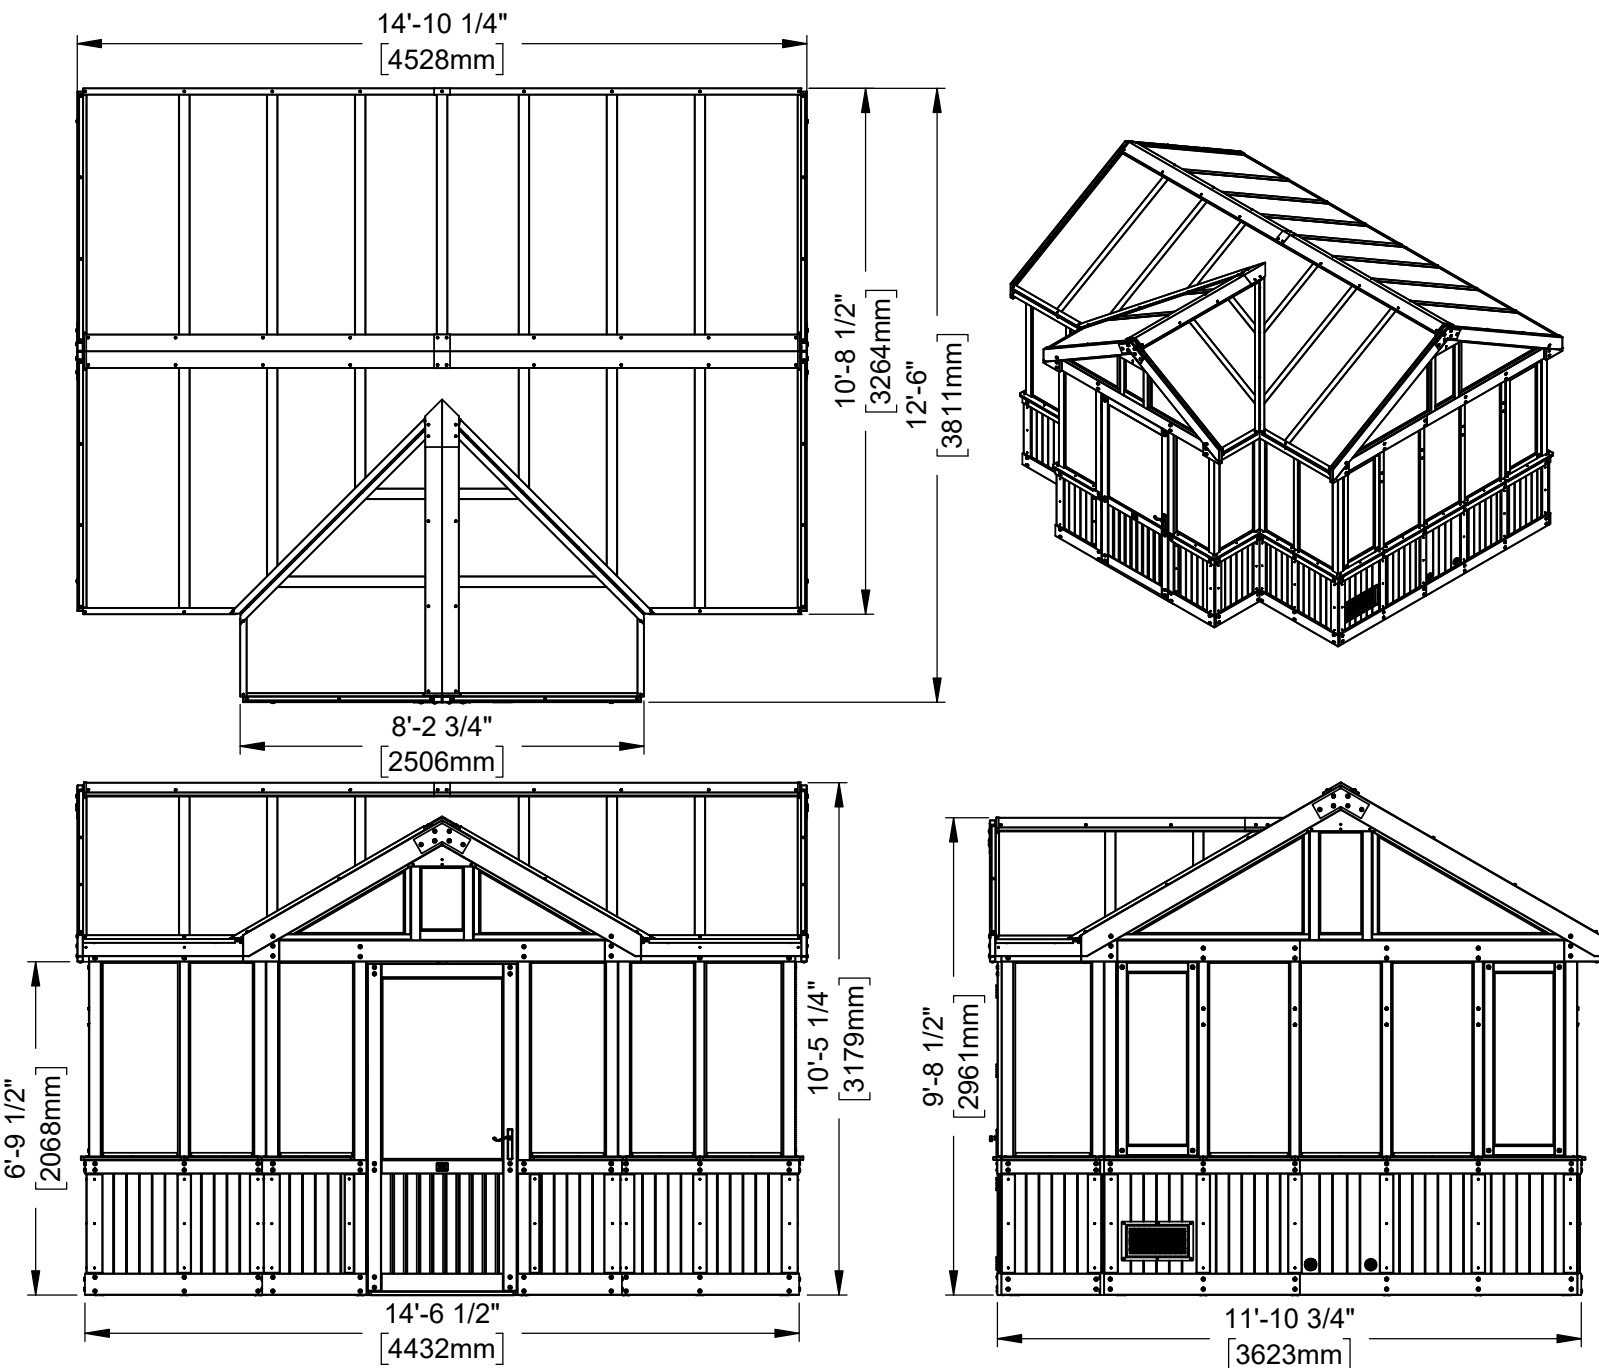 14'-10 1/4"
[4528mm]
10'-8 1/2"
[3264mm]
12'-6"
[3811mm]
8'-2 3/4"
[2506mm]
6'-9 1/2"
[2068mm]
10'-5 1/4"
[3179mm]
14'-6 1/2"
[4432mm]
9'-8 1/2"
[2961mm]
11'-10 3/4"
[3623mm]